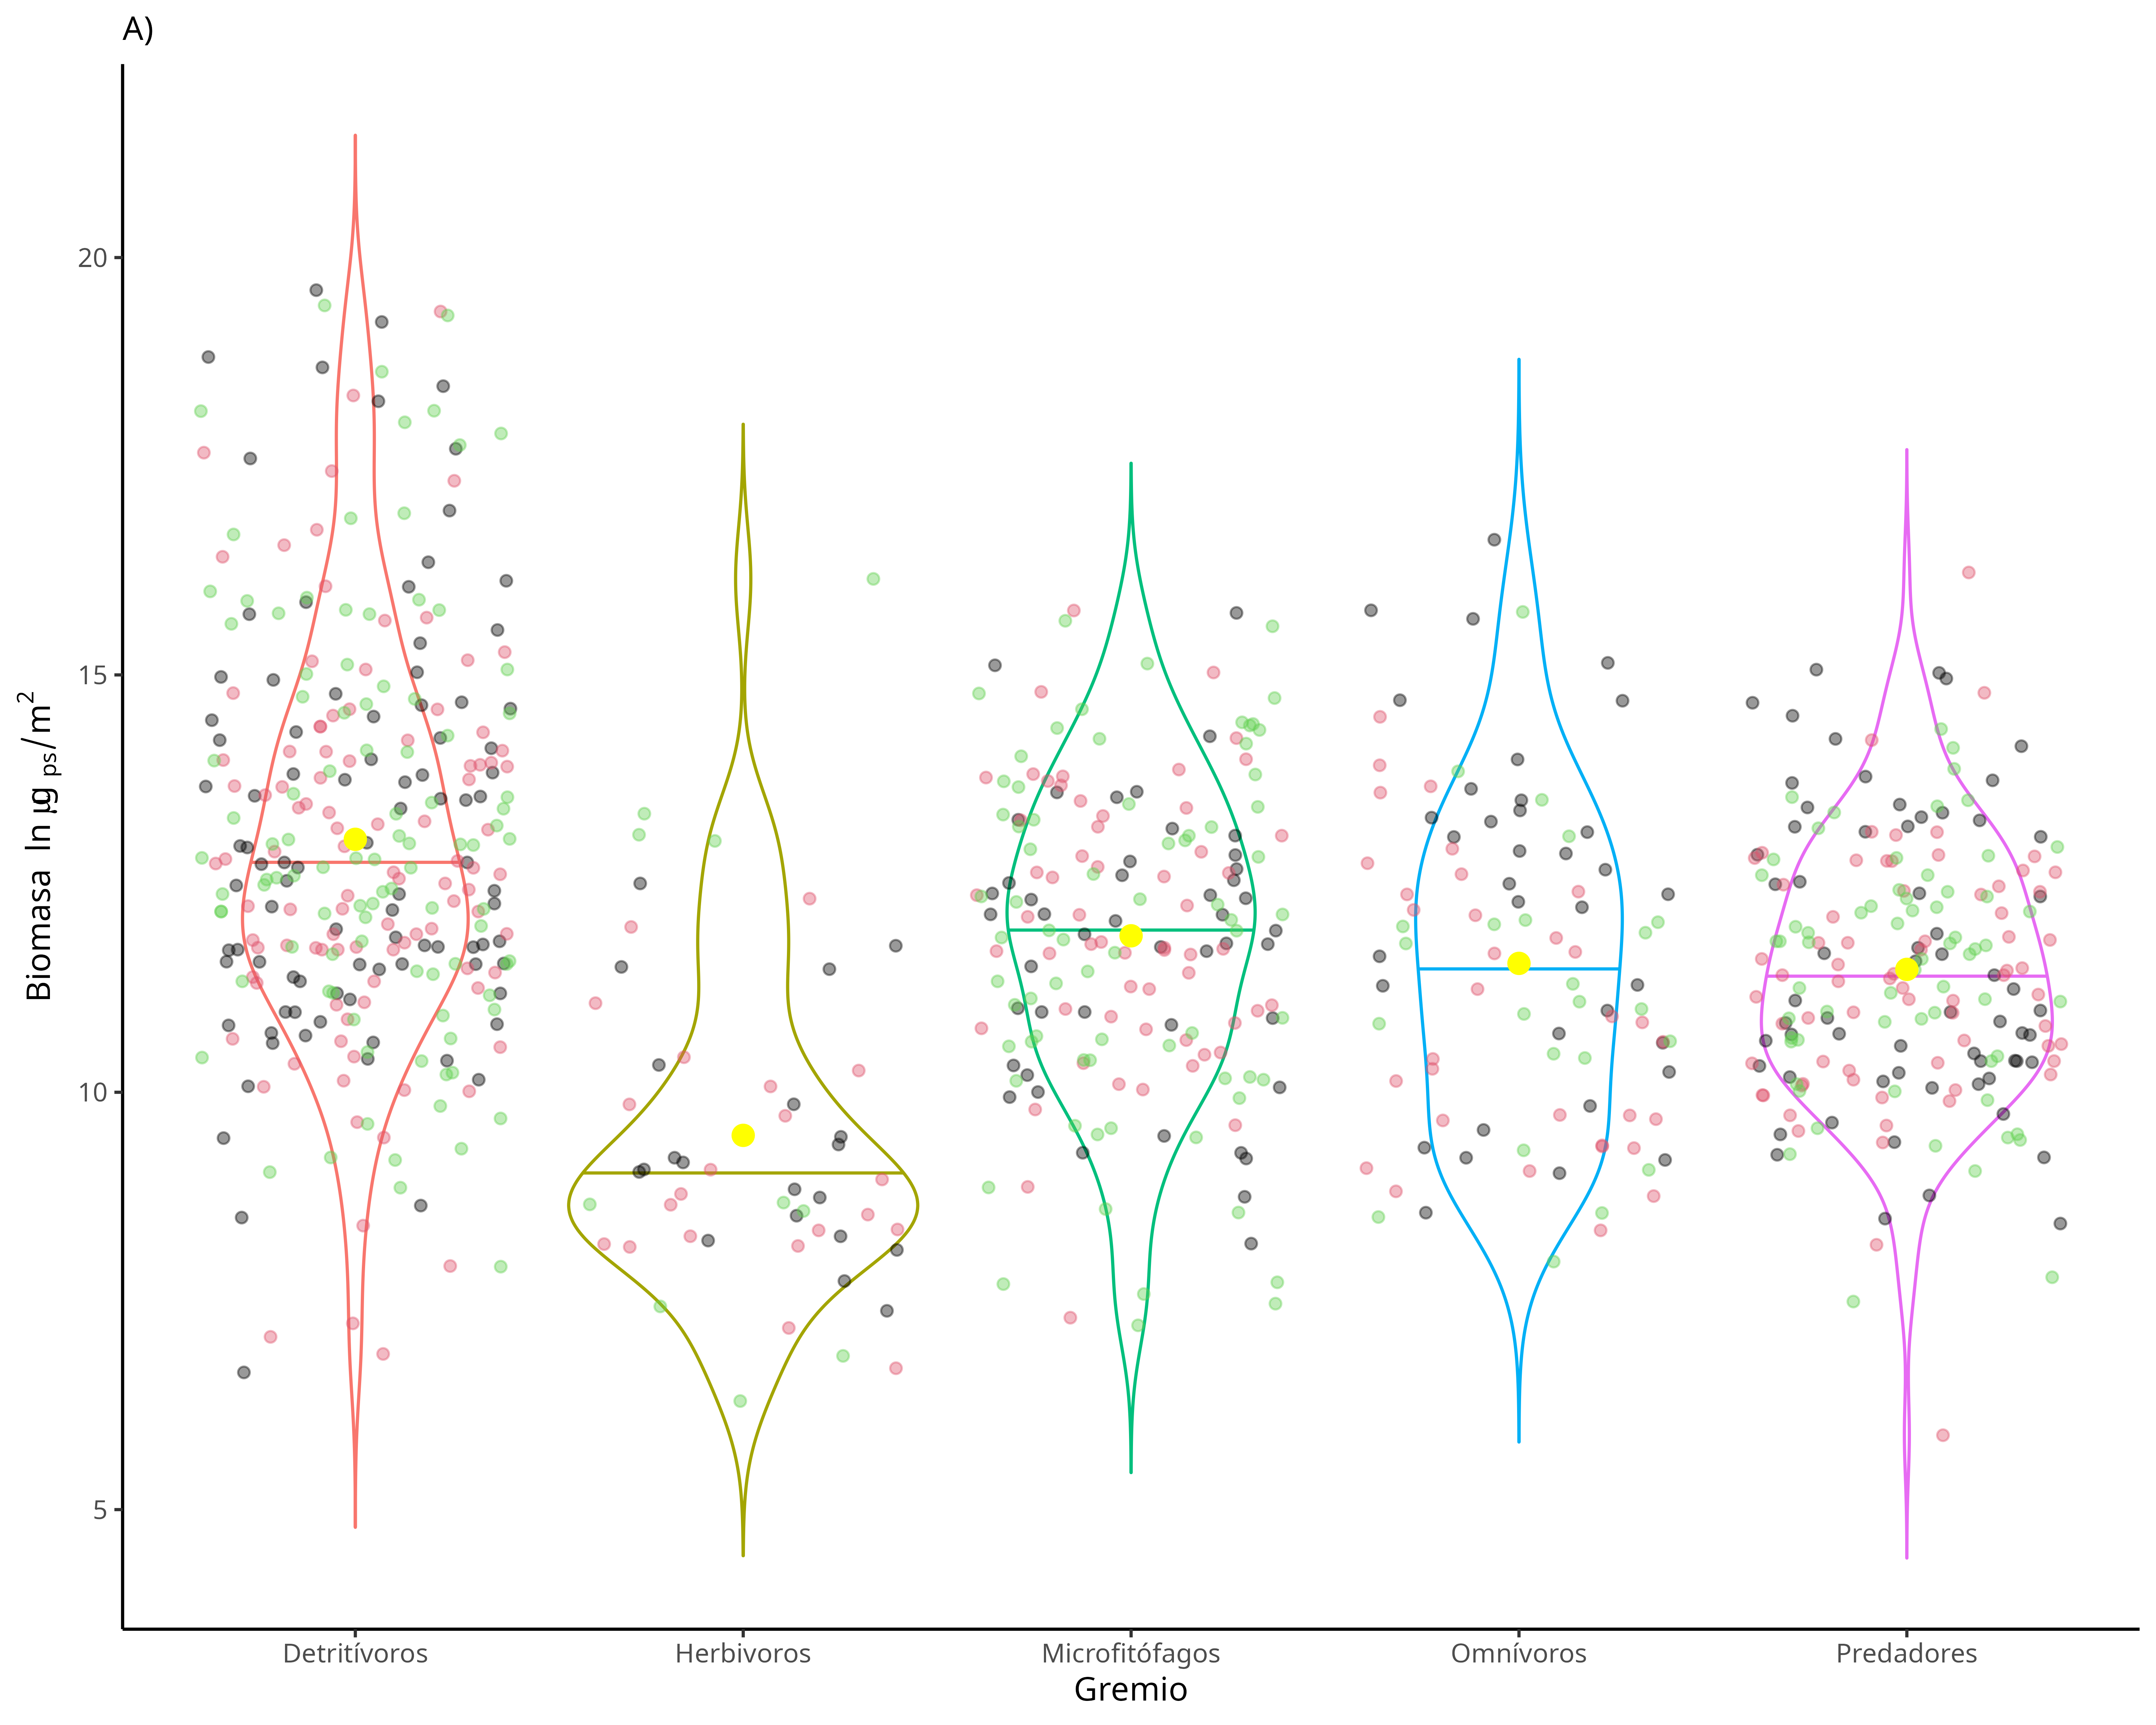 A)
20
15
10
5
Biomasa ln µg ps/m²
Detritívoros
Herbivoros
Microfitófagos
Omnívoros
Predadores
Gremio